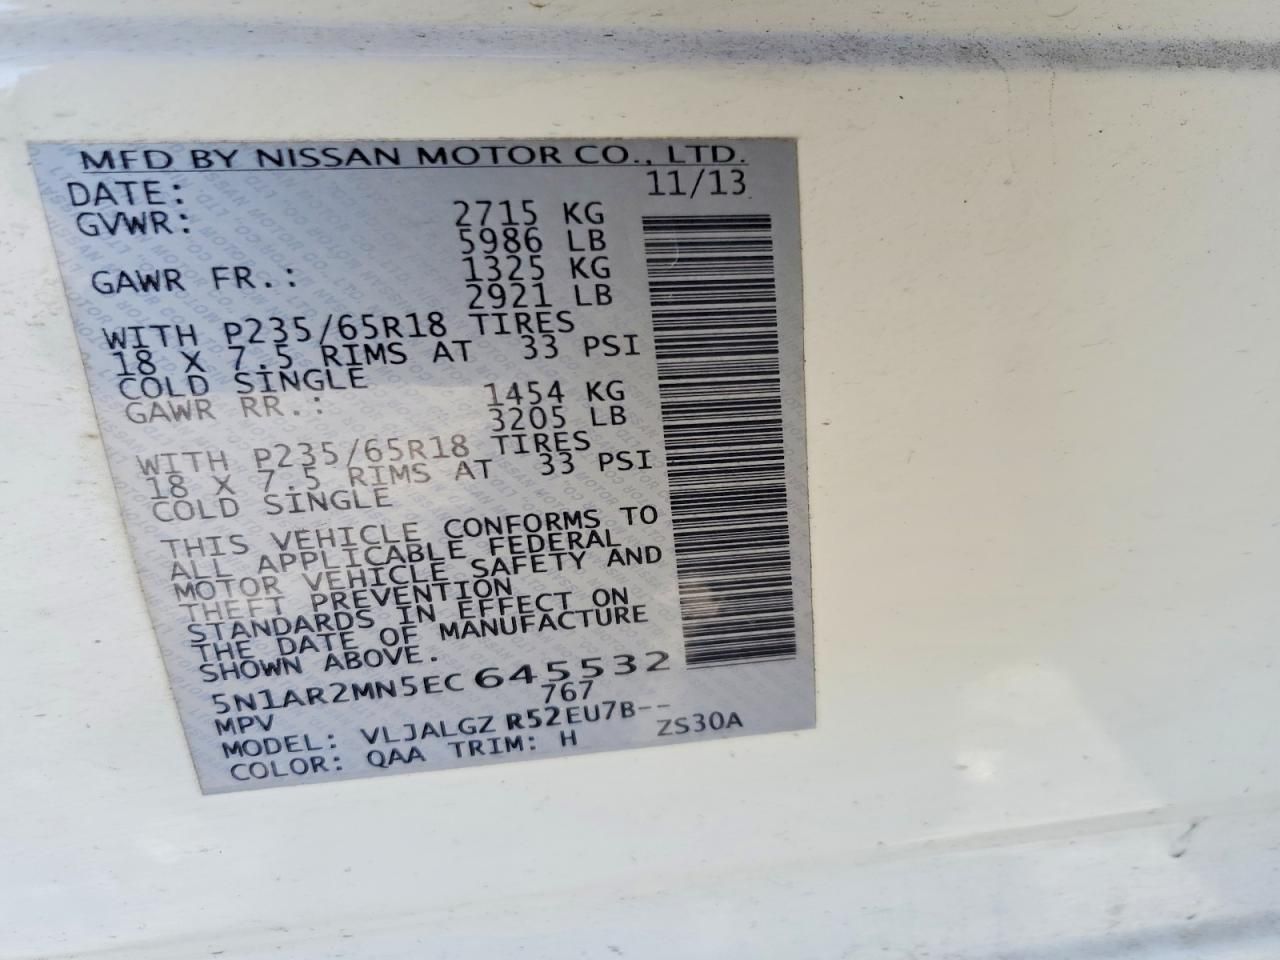 MFD BY NISSAN MOTOR CO., LTD.
DATE: 11/13
GVWR: 2715 KG
5986 LB
GAWR FR.: 1325 KG
2921 LB
WITH P235/65R18 TIRES
18 X 7.5 RIMS AT 33 PSI
COLD SINGLE
GAWR RR.: 1454 KG
3205 LB
WITH P235/65R18 TIRES
18 X 7.5 RIMS AT 33 PSI
COLD SINGLE
THIS VEHICLE CONFORMS TO
ALL APPLICABLE FEDERAL
MOTOR VEHICLE SAFETY AND
THEFT PREVENTION
STANDARDS IN EFFECT ON
THE DATE OF MANUFACTURE
SHOWN ABOVE.
5N1AR2MN5EC645532
MPV 767
MODEL: VLJALGZ R52EU7B--
COLOR: QAA TRIM: H ZS30A